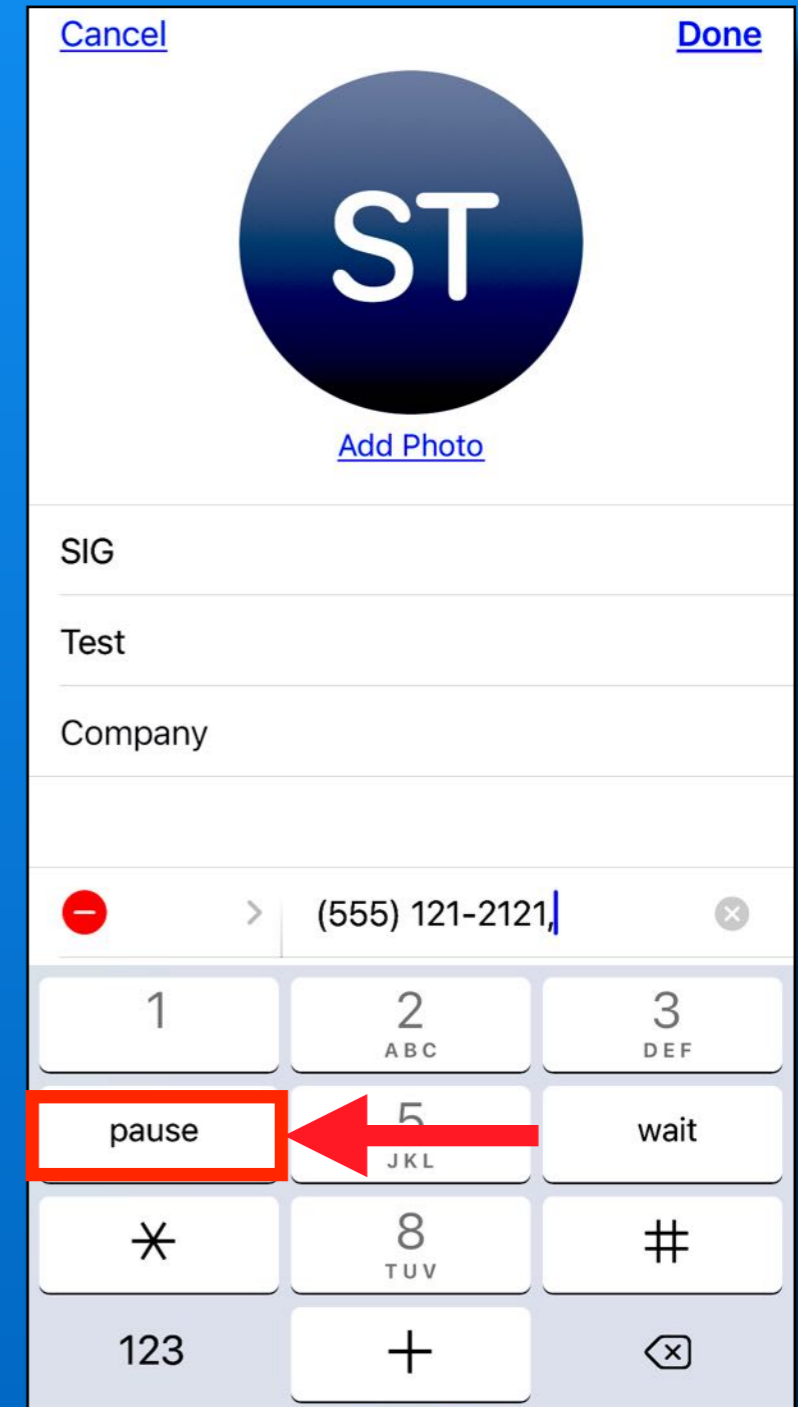 Cancel Done
ST
Add Photo
SIG
Test
Company
(555) 121-2121,
1 2 3
ABC DEF
pause 5 wait
JKL
* 8 #
TUV
123 +